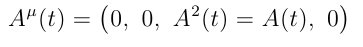 A^μ(t) = (0, 0, A^2(t) = A(t), 0)